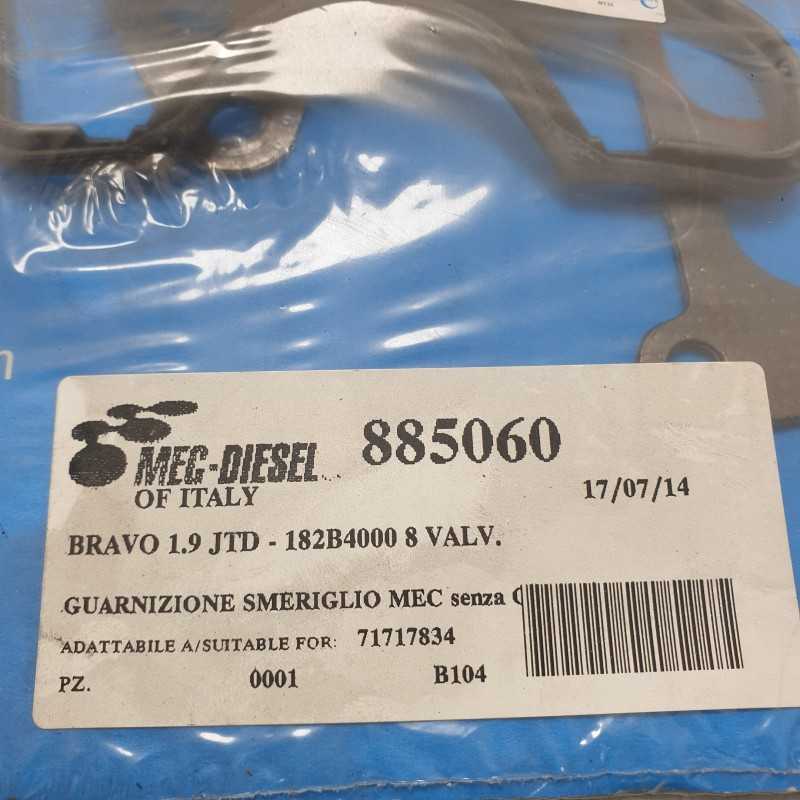 MEC-DIESEL
OF ITALY
885060
17/07/14
BRAVO 1.9 JTD - 182B4000 8 VALV.
GUARNIZIONE SMERIGLIO MEC senza
ADATTABILE A/SUITABLE FOR: 71717834
PZ. 0001 B104